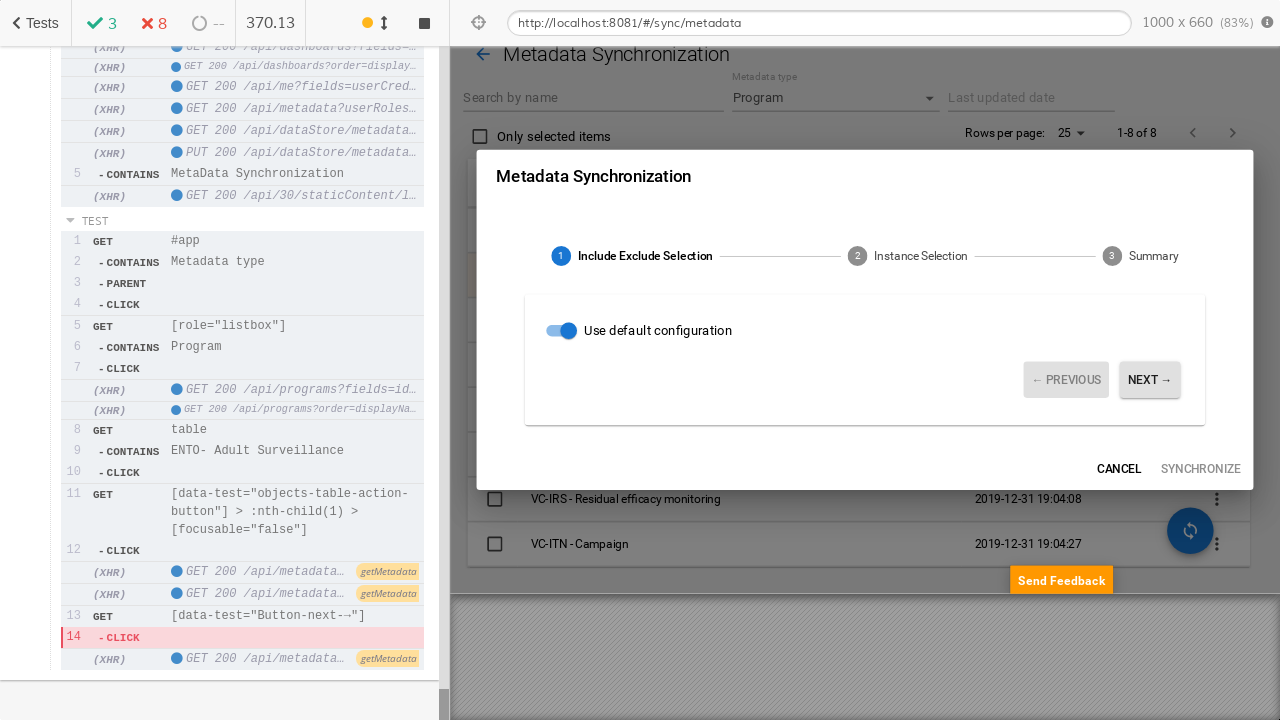 Tests
3
8
--
370.13
http://localhost:8081/#/sync/metadata
1000 x 660 (83%)
(XHR) GET 200 /api/dashboards?fields=…
(XHR) GET 200 /api/dashboards?order=display…
(XHR) GET 200 /api/me?fields=userCred…
(XHR) GET 200 /api/metadata?userRoles…
(XHR) GET 200 /api/dataStore/metadata…
(XHR) PUT 200 /api/dataStore/metadata…
5 -CONTAINS MetaData Synchronization
(XHR) GET 200 /api/30/staticContent/l…
TEST
1 GET #app
2 -CONTAINS Metadata type
3 -PARENT
4 -CLICK
5 GET [role="listbox"]
6 -CONTAINS Program
7 -CLICK
(XHR) GET 200 /api/programs?fields=id…
(XHR) GET 200 /api/programs?order=displayNa…
8 GET table
9 -CONTAINS ENTO- Adult Surveillance
10 -CLICK
11 GET [data-test="objects-table-action-
button"] > :nth-child(1) >
[focusable="false"]
12 -CLICK
(XHR) GET 200 /api/metadata… getMetadata
(XHR) GET 200 /api/metadata… getMetadata
13 GET [data-test="Button-next-→"]
14 -CLICK
(XHR) GET 200 /api/metadata… getMetadata
Metadata Synchronization
Metadata type
Search by name
Program
Last updated date
Only selected items
Rows per page: 25
1-8 of 8
Metadata Synchronization
1 Include Exclude Selection
2 Instance Selection
3 Summary
Use default configuration
← PREVIOUS
NEXT →
CANCEL
SYNCHRONIZE
VC-IRS - Residual efficacy monitoring 2019-12-31 19:04:08
VC-ITN - Campaign 2019-12-31 19:04:27
Send Feedback